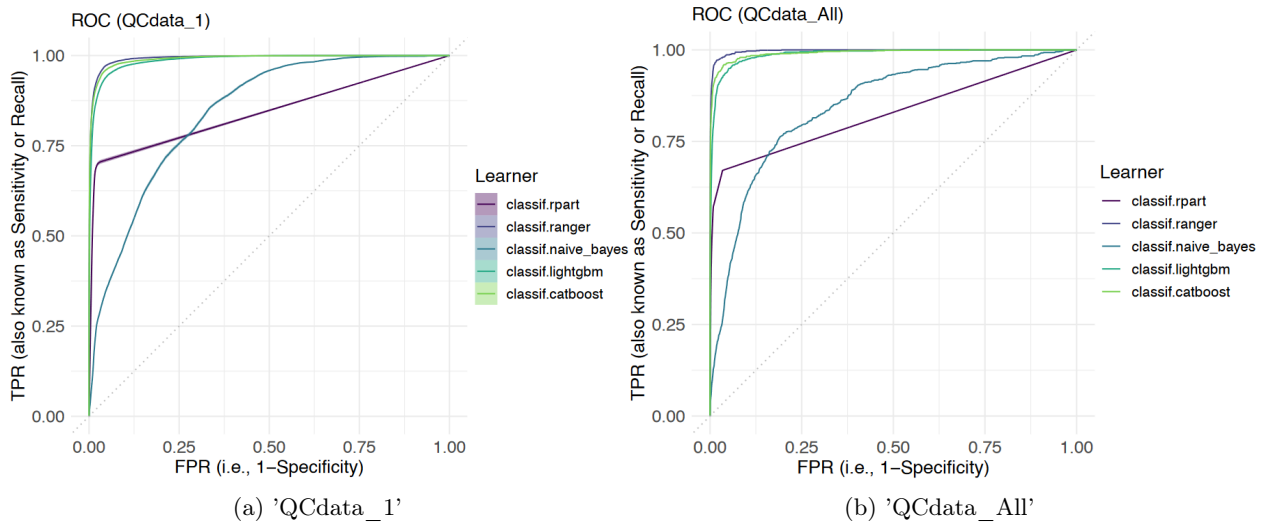 ROC (QCdata_1)
TPR (also known as Sensitivity or Recall)
1.00
0.75
0.50
0.25
0.00
0.00 0.25 0.50 0.75 1.00
FPR (i.e., 1−Specificity)
Learner
classif.rpart
classif.ranger
classif.naive_bayes
classif.lightgbm
classif.catboost
(a) ’QCdata_1’
ROC (QCdata_All)
TPR (also known as Sensitivity or Recall)
1.00
0.75
0.50
0.25
0.00
0.00 0.25 0.50 0.75 1.00
FPR (i.e., 1−Specificity)
Learner
classif.rpart
classif.ranger
classif.naive_bayes
classif.lightgbm
classif.catboost
(b) ’QCdata_All’